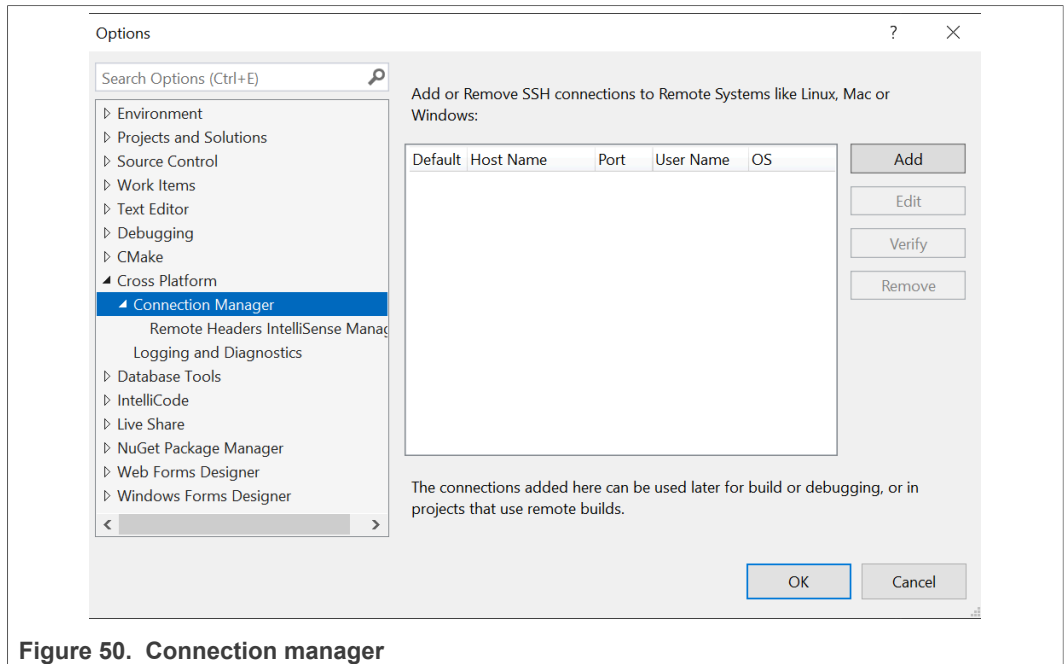 Options
?
Search Options (Ctrl+E)
Environment
Projects and Solutions
Source Control
Work Items
Text Editor
Debugging
CMake
Cross Platform
Connection Manager
Remote Headers IntelliSense Manag
Logging and Diagnostics
Database Tools
IntelliCode
Live Share
NuGet Package Manager
Web Forms Designer
Windows Forms Designer
Add or Remove SSH connections to Remote Systems like Linux, Mac or
Windows:
Default Host Name Port User Name OS
Add
Edit
Verify
Remove
The connections added here can be used later for build or debugging, or in
projects that use remote builds.
OK Cancel
Figure 50. Connection manager